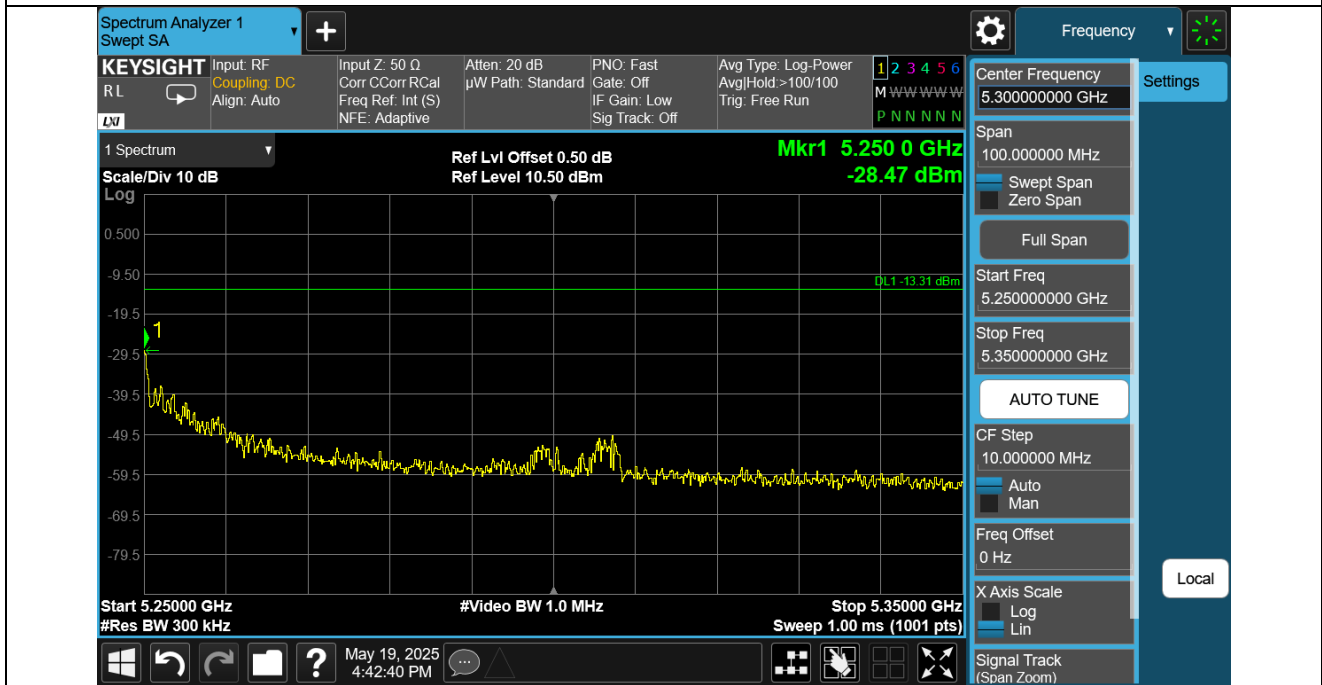 Spectrum Analyzer 1
Swept SA
+
Frequency
KEYSIGHT
RL
LXI
Input: RF
Coupling: DC
Align: Auto
Input Z: 50 Ω
Corr CCorr RCal
Freq Ref: Int (S)
NFE: Adaptive
Atten: 20 dB
µW Path: Standard
PNO: Fast
Gate: Off
IF Gain: Low
Sig Track: Off
Avg Type: Log-Power
Avg|Hold:>100/100
Trig: Free Run
1 2 3 4 5 6
M W W W W W
P N N N N N
1 Spectrum
Scale/Div 10 dB
Log
Ref Lvl Offset 0.50 dB
Ref Level 10.50 dBm
Mkr1 5.250 0 GHz
-28.47 dBm
0.500
-9.50
-19.5
-29.5
-39.5
-49.5
-59.5
-69.5
-79.5
DL1 -13.31 dBm
1
Start 5.25000 GHz
#Res BW 300 kHz
#Video BW 1.0 MHz
Stop 5.35000 GHz
Sweep 1.00 ms (1001 pts)
Center Frequency
5.300000000 GHz
Span
100.000000 MHz
Swept Span
Zero Span
Full Span
Start Freq
5.250000000 GHz
Stop Freq
5.350000000 GHz
AUTO TUNE
CF Step
10.000000 MHz
Auto
Man
Freq Offset
0 Hz
X Axis Scale
Log
Lin
Signal Track
(Span Zoom)
Settings
Local
?
May 19, 2025
4:42:40 PM